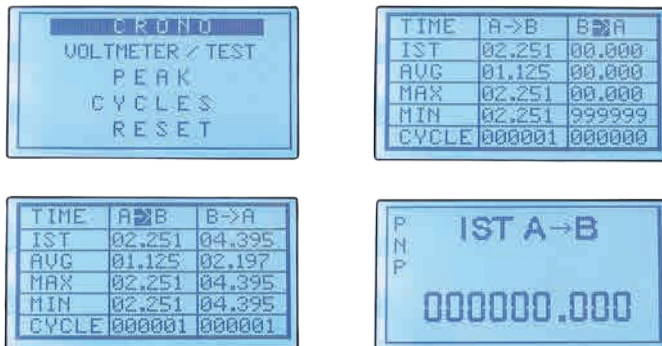 CRONO
VOLTMETER / TEST
PEAK
CYCLES
RESET
TIME A->B B->A
IST 02.251 00.000
AVG 01.125 00.000
MAX 02.251 00.000
MIN 02.251 999999
CYCLE 000001 000000
TIME A->B B->A
IST 02.251 04.395
AVG 01.125 02.197
MAX 02.251 04.395
MIN 02.251 04.395
CYCLE 000001 000001
PNP
IST A→B
000000.000